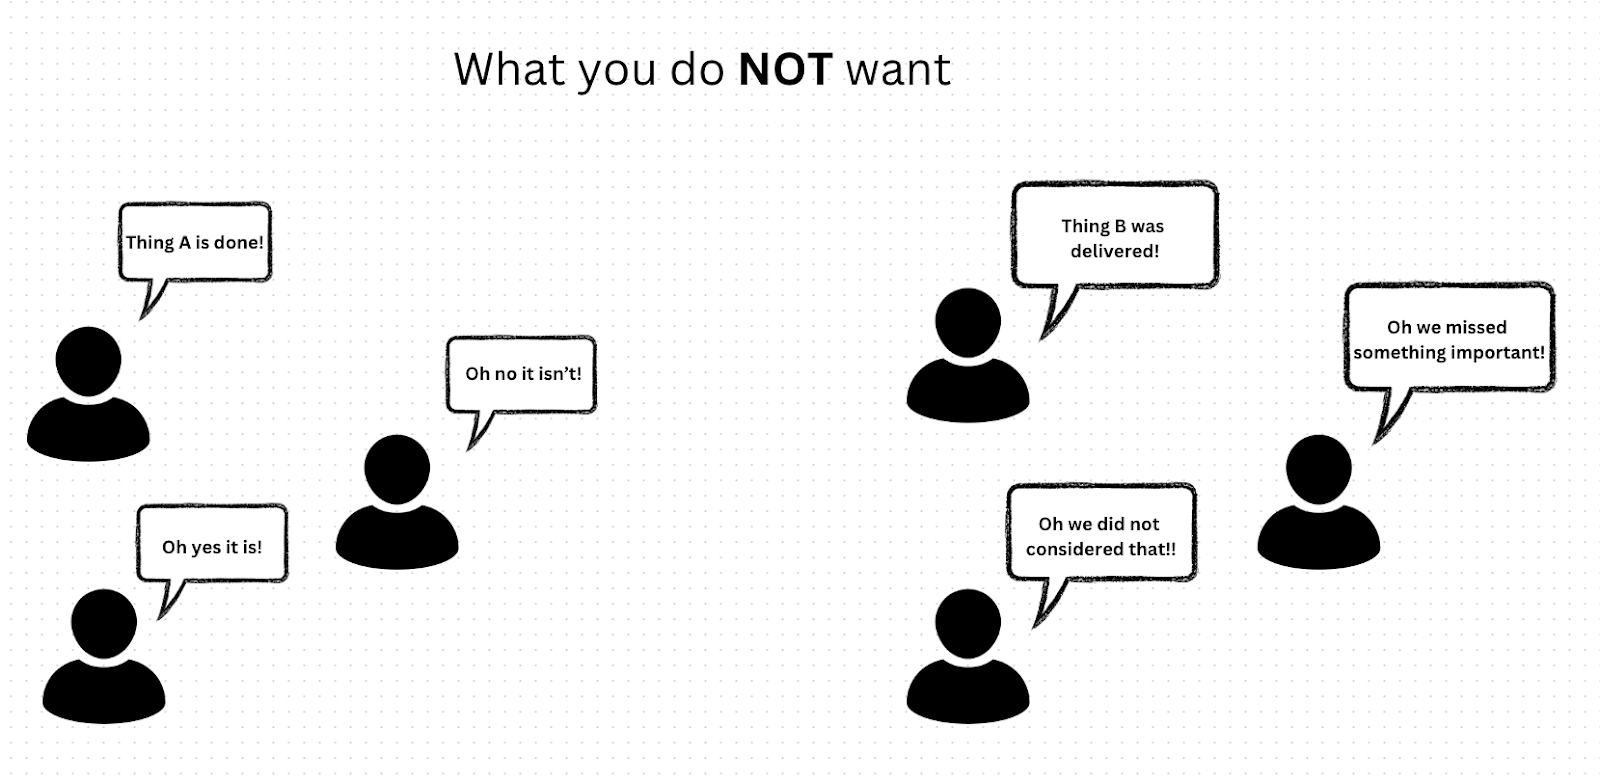 What you do NOT want
Thing A is done!
Oh no it isn’t!
Oh yes it is!
Thing B was
delivered!
Oh we missed
something important!
Oh we did not
considered that!!